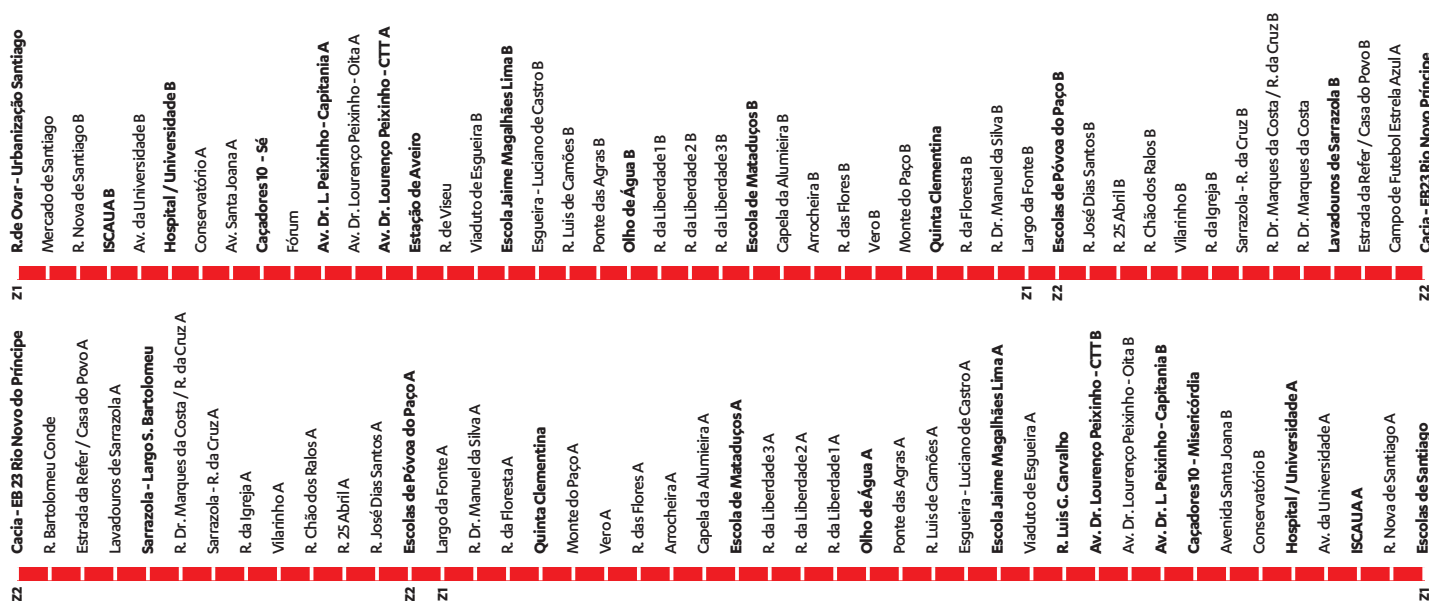 R. de Ovar - Urbanização Santiago
Mercado de Santiago
R. Nova de Santiago B
ISCAUA B
Av. da Universidade B
Hospital / Universidade B
Conservatório A
Av. Santa Joana A
Caçadores 10 - Sé
Fórum
Av. Dr. L. Peixinho - Capitania A
Av. Dr. Lourenço Peixinho - Oita A
Av. Dr. Lourenço Peixinho - CTT A
Estação de Aveiro
R. de Viseu
Viaduto de Esgueira B
Escola Jaime Magalhães Lima B
Esgueira - Luciano de Castro B
R. Luis de Camões B
Ponte das Agras B
Olho de Água B
R. da Liberdade 1 B
R. da Liberdade 2 B
R. da Liberdade 3 B
Escola de Mataduços B
Capela da Alumieira B
Arrocheira B
R. das Flores B
Vero B
Monte do Paço B
Quinta Clementina
R. da Floresta B
R. Dr. Manuel da Silva B
Largo da Fonte B
Escolas de Póvoa do Paço B
R. José Dias Santos B
R. 25 Abril B
R. Chão dos Ralos B
Vilarinho B
R. da Igreja B
Sarrazola - R. da Cruz B
R. Dr. Marques da Costa / R. da Cruz B
R. Dr. Marques da Costa
Lavadouros de Sarrazola B
Estrada da Refer / Casa do Povo B
Campo de Futebol Estrela Azul A
Cacia - EB23 Rio Novo Príncipe
Z1
Z1
Z2
Z2
Cacia - EB 23 Rio Novo do Príncipe
R. Bartolomeu Conde
Estrada da Refer / Casa do Povo A
Lavadouros de Sarrazola A
Sarrazola - Largo S. Bartolomeu
R. Dr. Marques da Costa / R. da Cruz A
Sarrazola - R. da Cruz A
R. da Igreja A
Vilarinho A
R. Chão dos Ralos A
R. 25 Abril A
R. José Dias Santos A
Escolas de Póvoa do Paço A
Largo da Fonte A
R. Dr. Manuel da Silva A
R. da Floresta A
Quinta Clementina
Monte do Paço A
Vero A
R. das Flores A
Arrocheira A
Capela da Alumieira A
Escola de Mataduços A
R. da Liberdade 3 A
R. da Liberdade 2 A
R. da Liberdade 1 A
Olho de Água A
Ponte das Agras A
R. Luis de Camões A
Esgueira - Luciano de Castro A
Escola Jaime Magalhães Lima A
Viaduto de Esgueira A
R. Luis G. Carvalho
Av. Dr. Lourenço Peixinho - CTT B
Av. Dr. Lourenço Peixinho - Oita B
Av. Dr. L. Peixinho - Capitania B
Caçadores 10 - Misericórdia
Avenida Santa Joana B
Conservatório B
Hospital / Universidade A
Av. da Universidade A
ISCAUA A
R. Nova de Santiago A
Escolas de Santiago
Z2
Z2
Z1
Z1